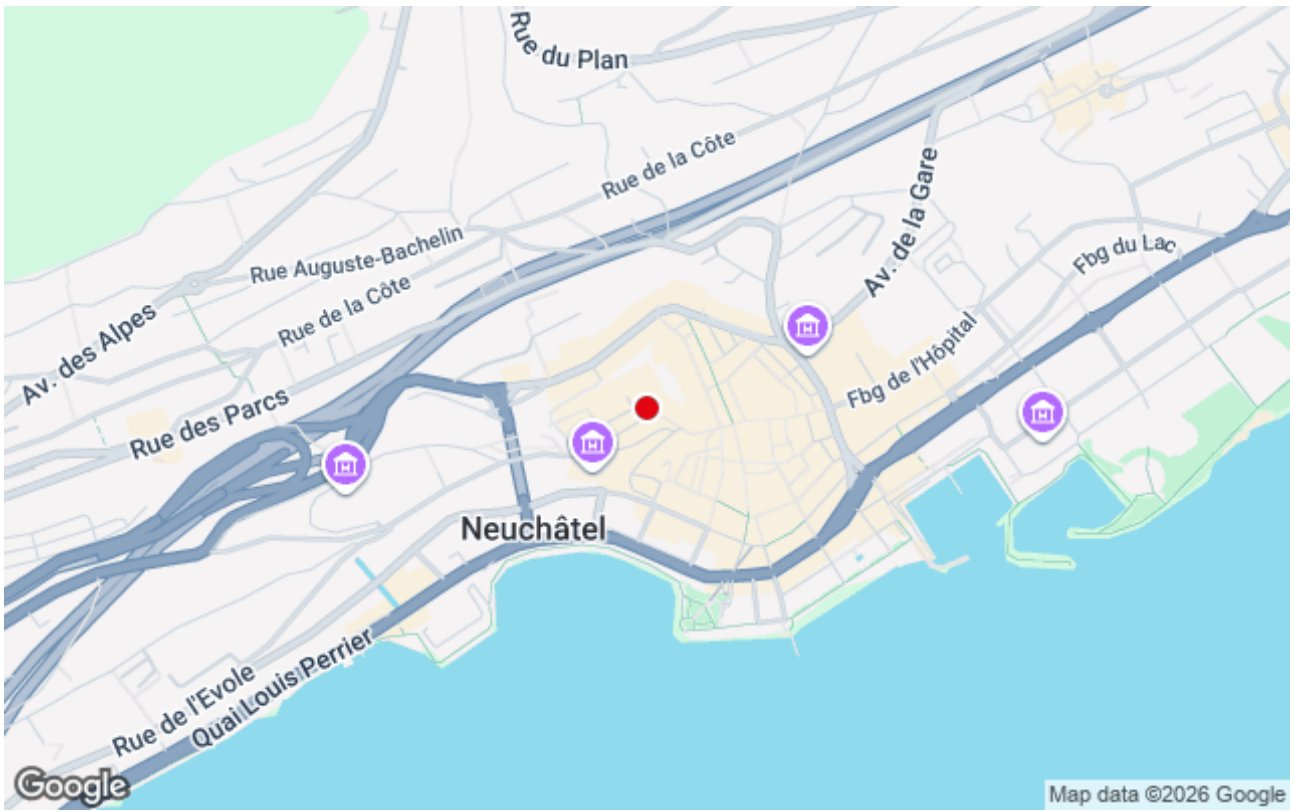 Rue du Plan
Rue de la Côte
Av. de la Gare
Rue Auguste-Bachelin
Fbg du Lac
Rue de la Côte
Av. des Alpes
Fbg de l'Hôpital
Rue des Parcs
Neuchâtel
Quai Louis Perrier
Rue de l'Evole
Google
Map data ©2026 Google